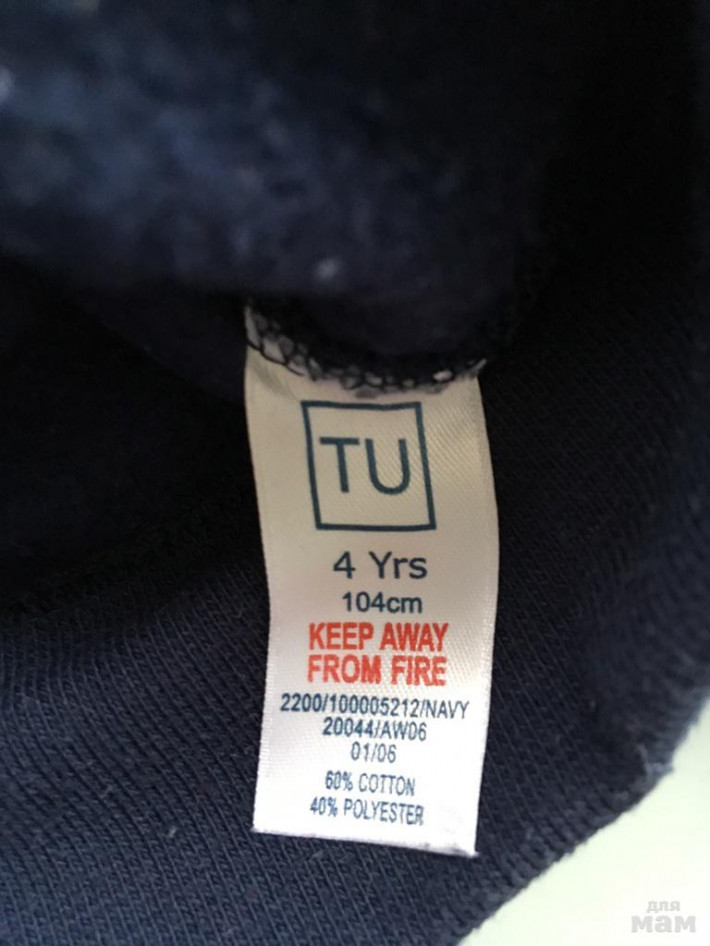 TU
4 Yrs
104cm
KEEP AWAY
FROM FIRE
2200/100005212/NAVY
20044/AW06
01/06
60% COTTON
40% POLYESTER
для
мам